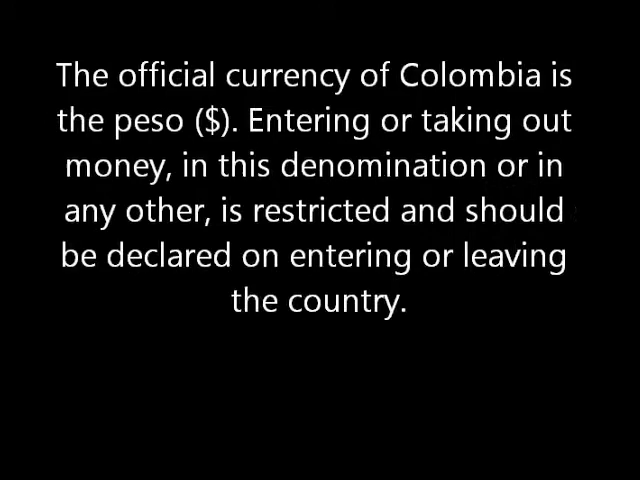 The official currency of Colombia is
the peso ($). Entering or taking out
money, in this denomination or in
any other, is restricted and should
be declared on entering or leaving
the country.